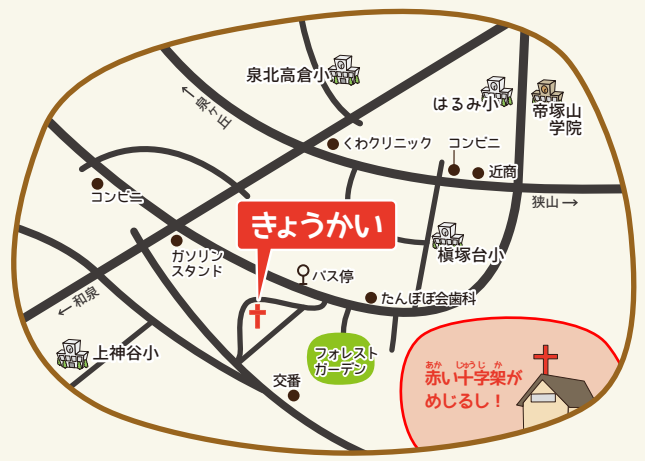 泉北高倉小
はるみ小
帝塚山
学院
←泉ヶ丘
くわクリニック
コンビニ
近商
コンビニ
狭山→
きょうかい
ガソリン
スタンド
槇塚台小
バス停
たんぽぽ会歯科
←和泉
上神谷小
フォレスト
ガーデン
交番
あか じゅうじ か
赤い十字架が
めじるし！